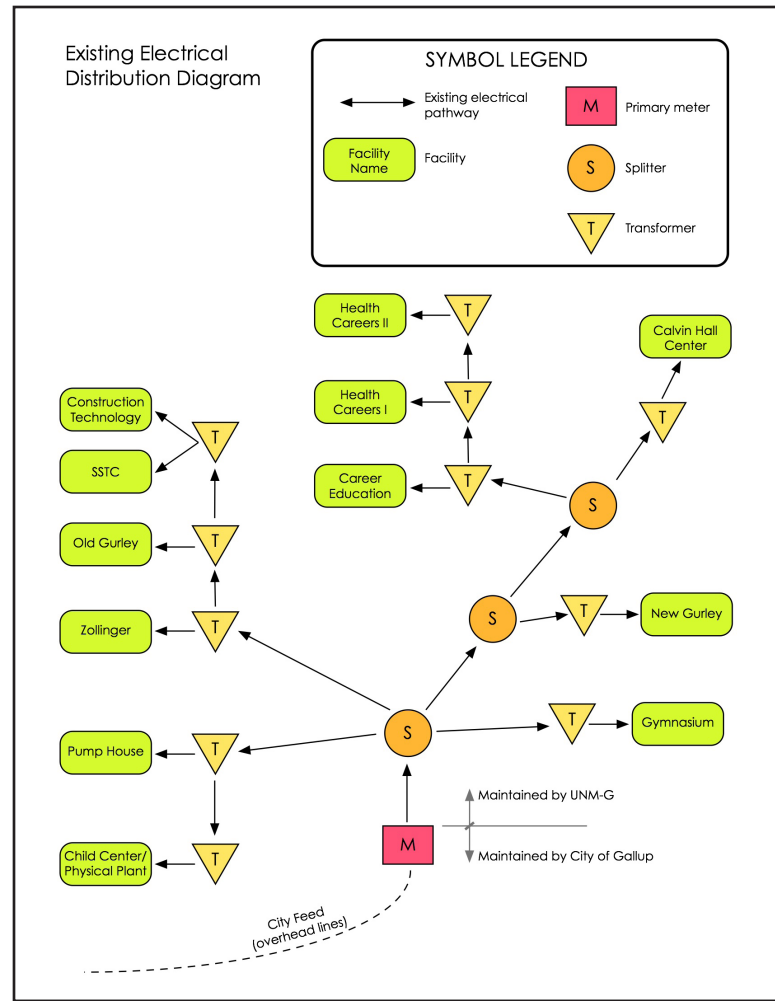 Existing Electrical
Distribution Diagram
SYMBOL LEGEND
Existing electrical
pathway
M
Primary meter
Facility
Name
Facility
S
Splitter
T
Transformer
Health
Careers II
T
Calvin Hall
Center
Health
Careers I
T
Construction
Technology
T
T
SSTC
Career
Education
T
S
Old Gurley
T
Zollinger
T
S
T
New Gurley
Pump House
T
S
T
Gymnasium
Maintained by UNM-G
M
Maintained by City of Gallup
Child Center/
Physical Plant
T
City Feed
(overhead lines)